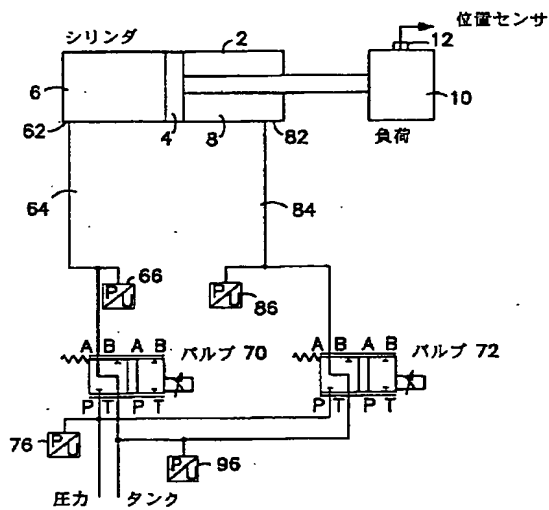 位置センサ
シリンダ
2
12
6
62
4
8
82
10
負荷
64
84
66
P
U
86
P
U
A B A B
バルブ 70
P T P T
A B A B
バルブ 72
P T P T
76
P
U
96
P
U
圧力
タンク